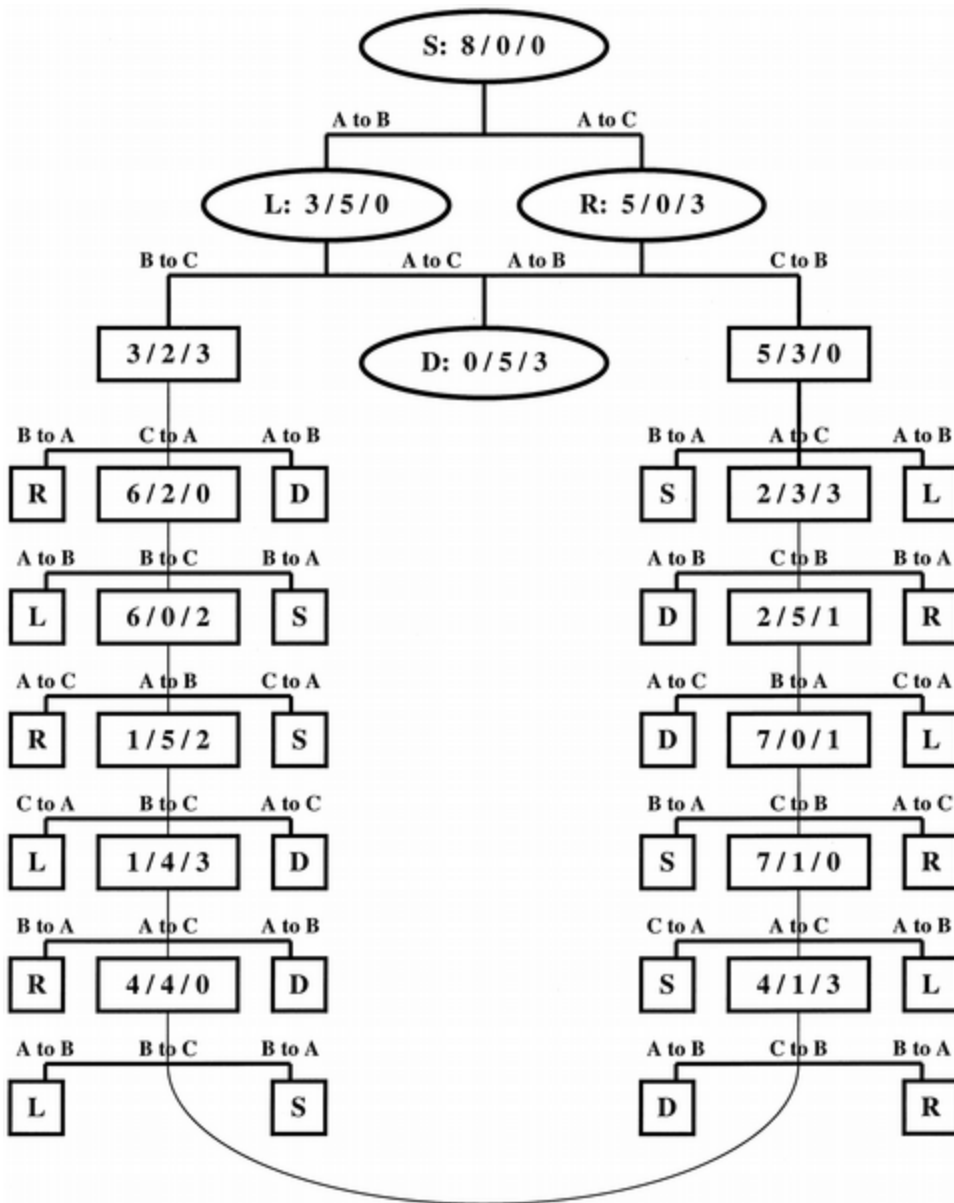 S: 8 / 0 / 0
A to B A to C
L: 3 / 5 / 0 R: 5 / 0 / 3
B to C A to C A to B C to B
3 / 2 / 3 D: 0 / 5 / 3 5 / 3 / 0
B to A C to A A to B B to A A to C A to B
R 6 / 2 / 0 D S 2 / 3 / 3 L
A to B B to C B to A A to B C to B B to A
L 6 / 0 / 2 S D 2 / 5 / 1 R
A to C A to B C to A A to C B to A C to A
R 1 / 5 / 2 S D 7 / 0 / 1 L
C to A B to C A to C B to A C to B A to C
L 1 / 4 / 3 D S 7 / 1 / 0 R
B to A A to C A to B C to A A to C A to B
R 4 / 4 / 0 D S 4 / 1 / 3 L
A to B B to C B to A A to B C to B B to A
L S D R